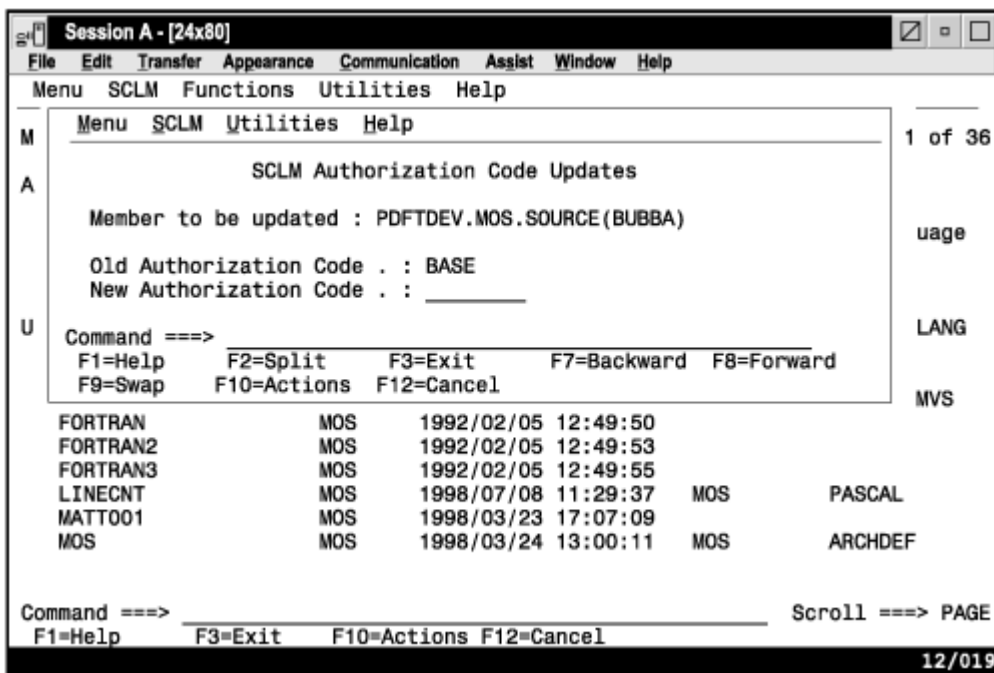 Session A - [24x80]
File Edit Transfer Appearance Communication Assist Window Help
Menu SCLM Functions Utilities Help
Menu SCLM Utilities Help
M 1 of 36
SCLM Authorization Code Updates
A
Member to be updated : PDFTDEV.MOS.SOURCE(BUBBA)
uage
Old Authorization Code . : BASE
New Authorization Code . : ________
U LANG
Command ===>
F1=Help F2=Split F3=Exit F7=Backward F8=Forward
F9=Swap F10=Actions F12=Cancel
MVS
FORTRAN MOS 1992/02/05 12:49:50
FORTRAN2 MOS 1992/02/05 12:49:53
FORTRAN3 MOS 1992/02/05 12:49:55
LINECNT MOS 1998/07/08 11:29:37 MOS PASCAL
MATT001 MOS 1998/03/23 17:07:09
MOS MOS 1998/03/24 13:00:11 MOS ARCHDEF
Command ===> Scroll ===> PAGE
F1=Help F3=Exit F10=Actions F12=Cancel
12/019